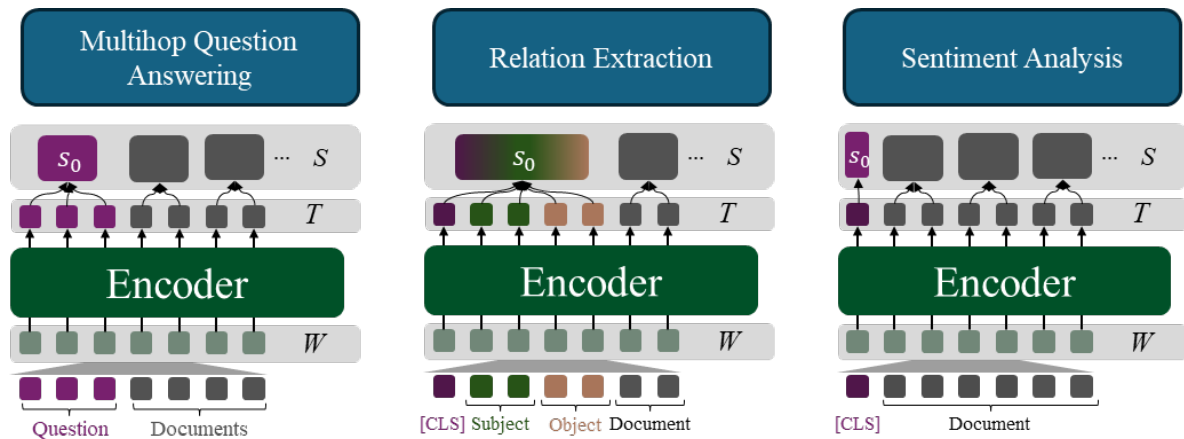 Multihop Question
Answering
s₀
... S
T
Encoder
W
Question
Documents
Relation Extraction
s₀
... S
T
Encoder
W
[CLS]
Subject
Object
Document
Sentiment Analysis
s₀
... S
T
Encoder
W
[CLS]
Document